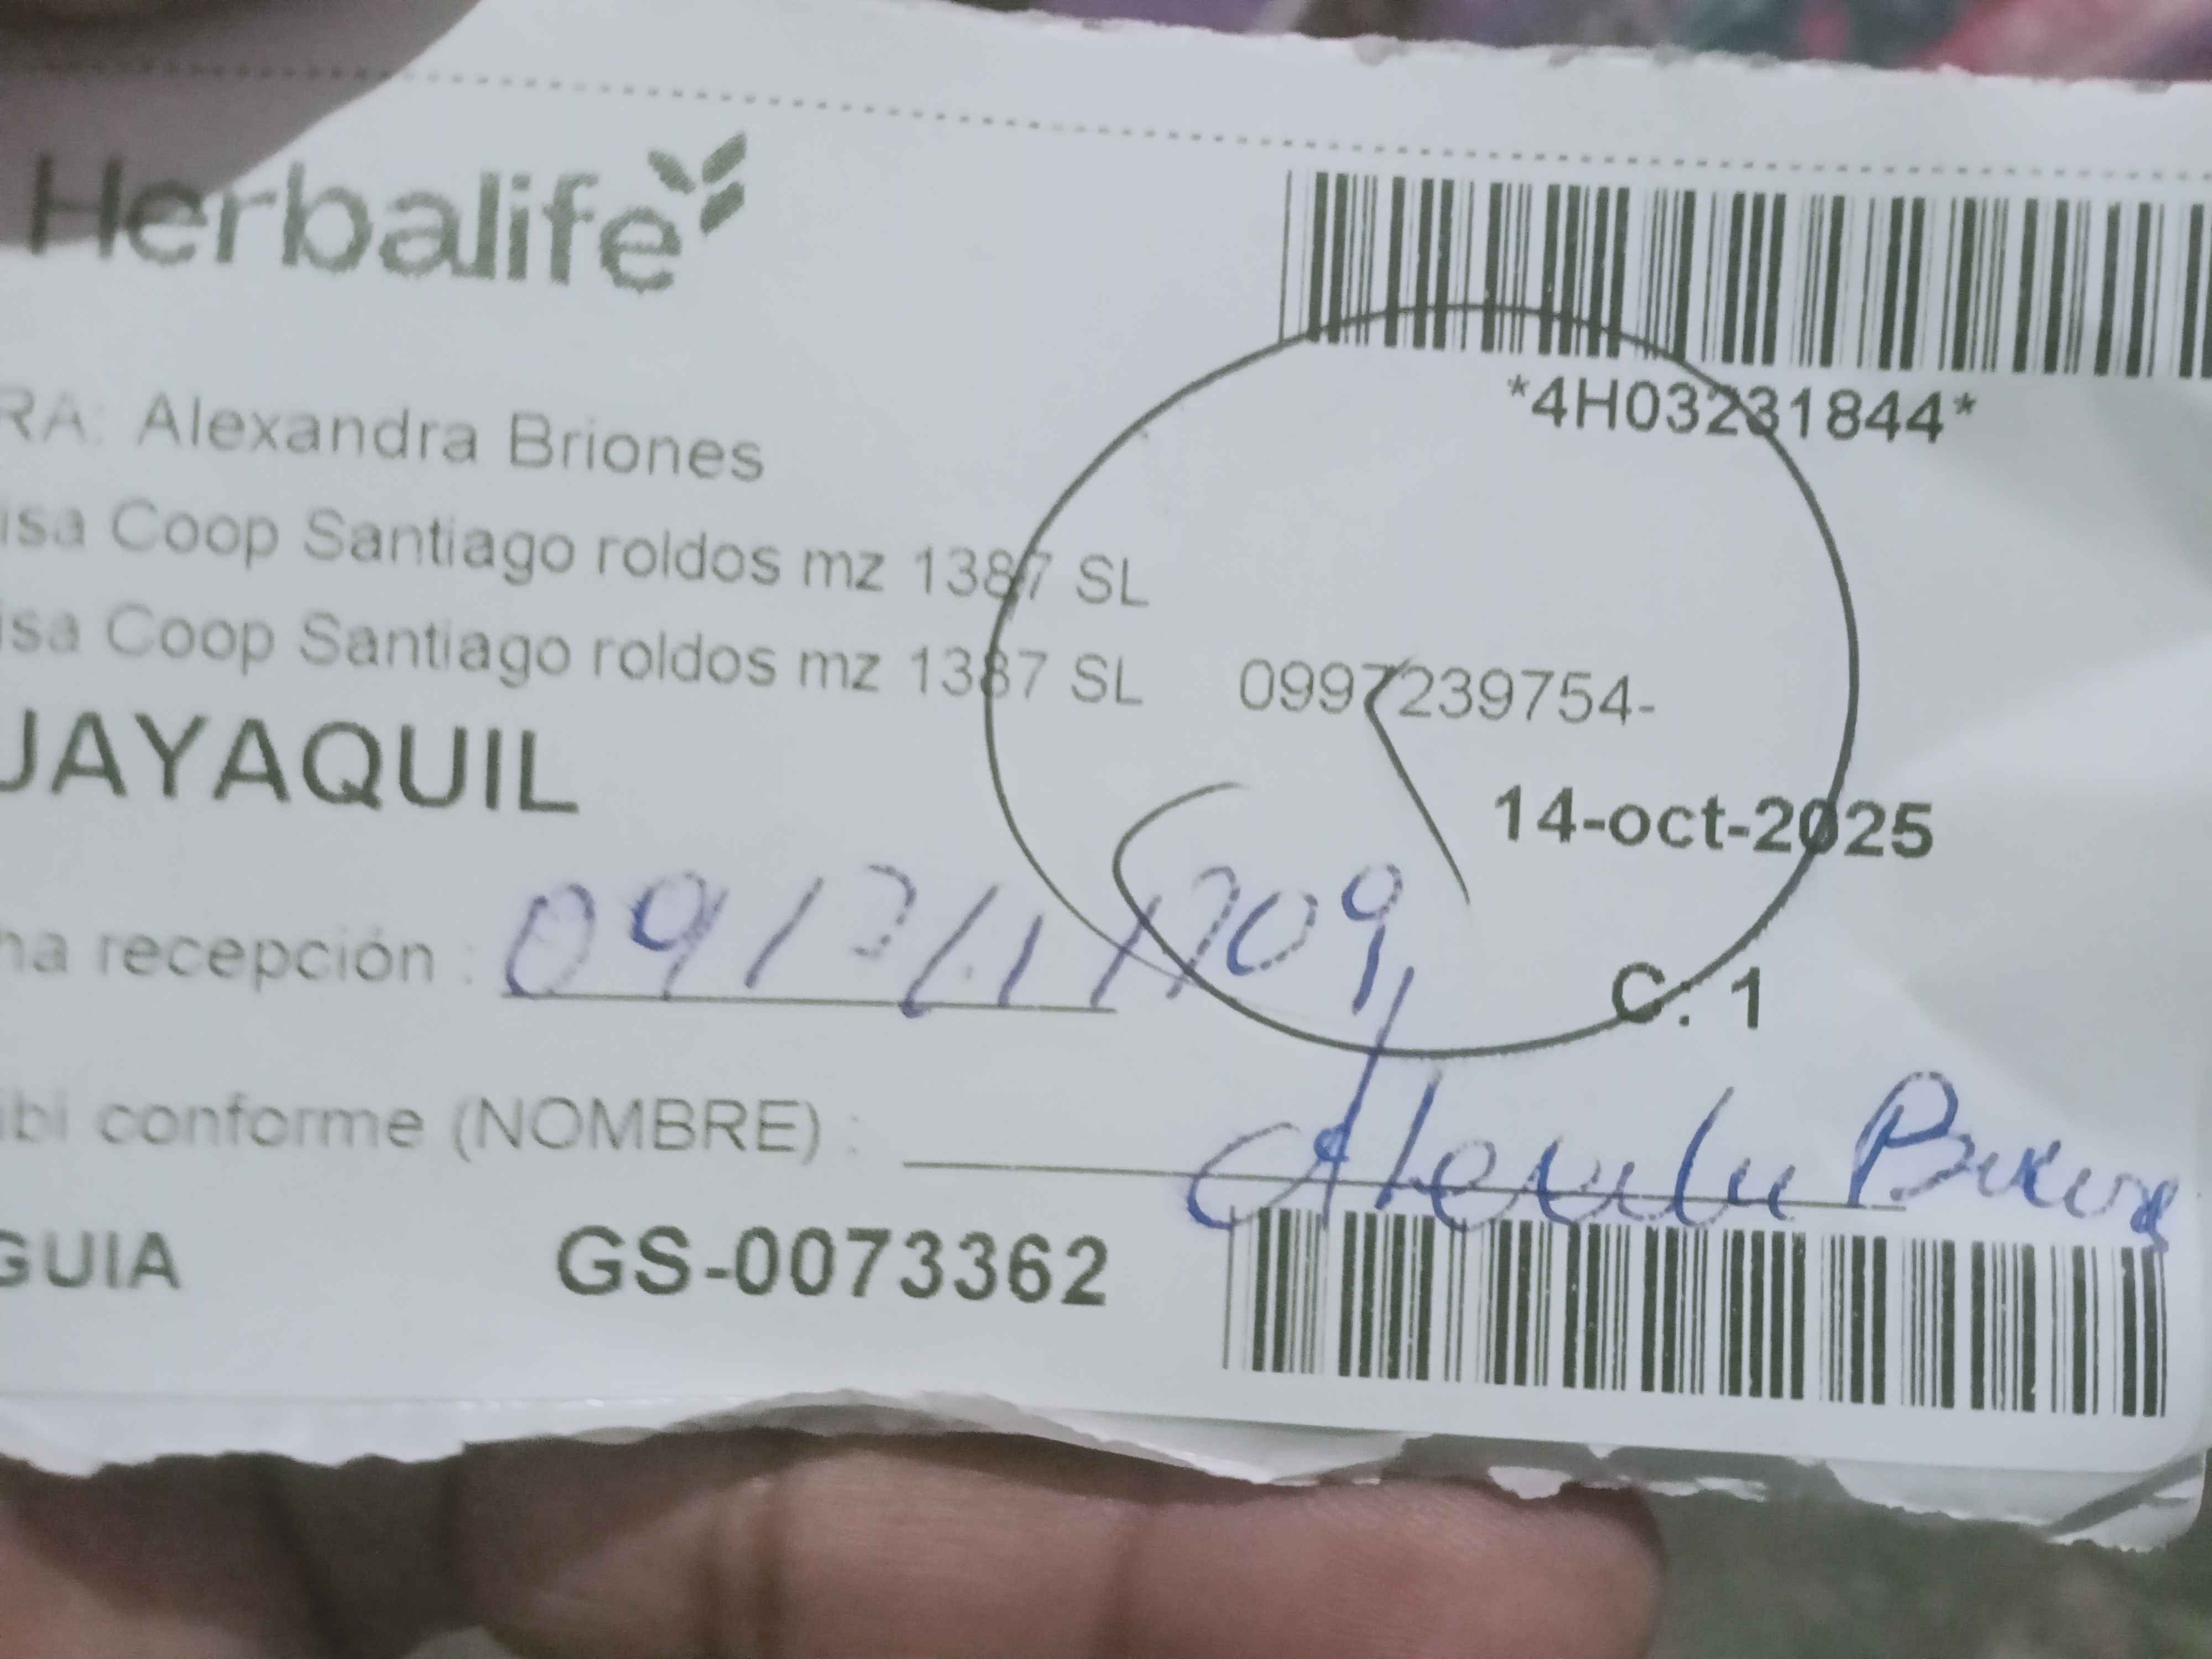 Herbalife
*4H03231844*
RA: Alexandra Briones
isa Coop Santiago roldos mz 1387 SL
isa Coop Santiago roldos mz 1387 SL 0997239754-
UAYAQUIL
14-oct-2025
ha recepción :
C. 1
ibi conforme (NOMBRE) :
GUIA GS-0073362